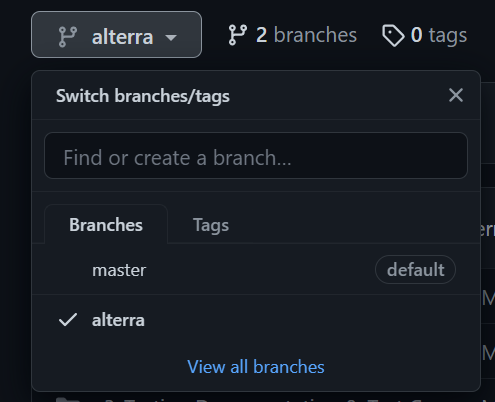 alterra 2 branches 0 tags
Switch branches/tags
Find or create a branch...
Branches Tags
master default
alterra
View all branches